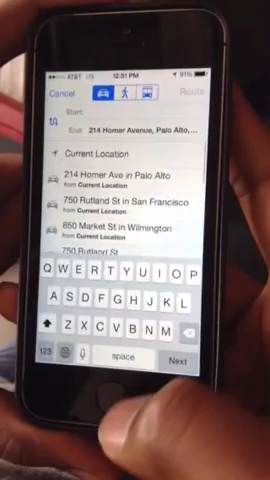 AT&T LTE 12:51 PM 91%
Cancel Route
Start:
End: 214 Homer Avenue, Palo Alto,...
Current Location
214 Homer Ave in Palo Alto
from Current Location
750 Rutland St in San Francisco
from Current Location
850 Market St in Wilmington
from Current Location
750 Rutland St
Q W E R T Y U I O P
A S D F G H J K L
Z X C V B N M
123 space Next